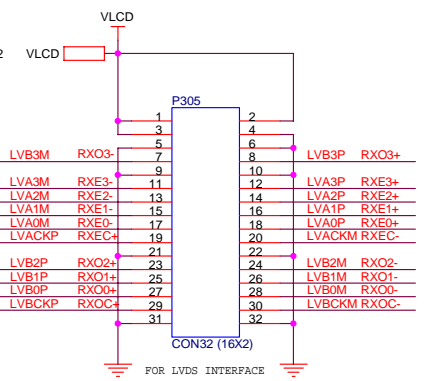 VLCD
2 VLCD
P305
1 2
3 4
5 6
LVB3M RXO3- 7 8 LVB3P RXO3+
9 10
LVA3M RXE3- 11 12 LVA3P RXE3+
LVA2M RXE2- 13 14 LVA2P RXE2+
LVA1M RXE1- 15 16 LVA1P RXE1+
LVA0M RXE0- 17 18 LVA0P RXE0+
LVACKP RXEC+ 19 20 LVACKM RXEC-
21 22
LVB2P RXO2+ 23 24 LVB2M RXO2-
LVB1P RXO1+ 25 26 LVB1M RXO1-
LVB0P RXO0+ 27 28 LVB0M RXO0-
LVBCKP RXOC+ 29 30 LVBCKM RXOC-
31 32
CON32 (16X2)
FOR LVDS INTERFACE